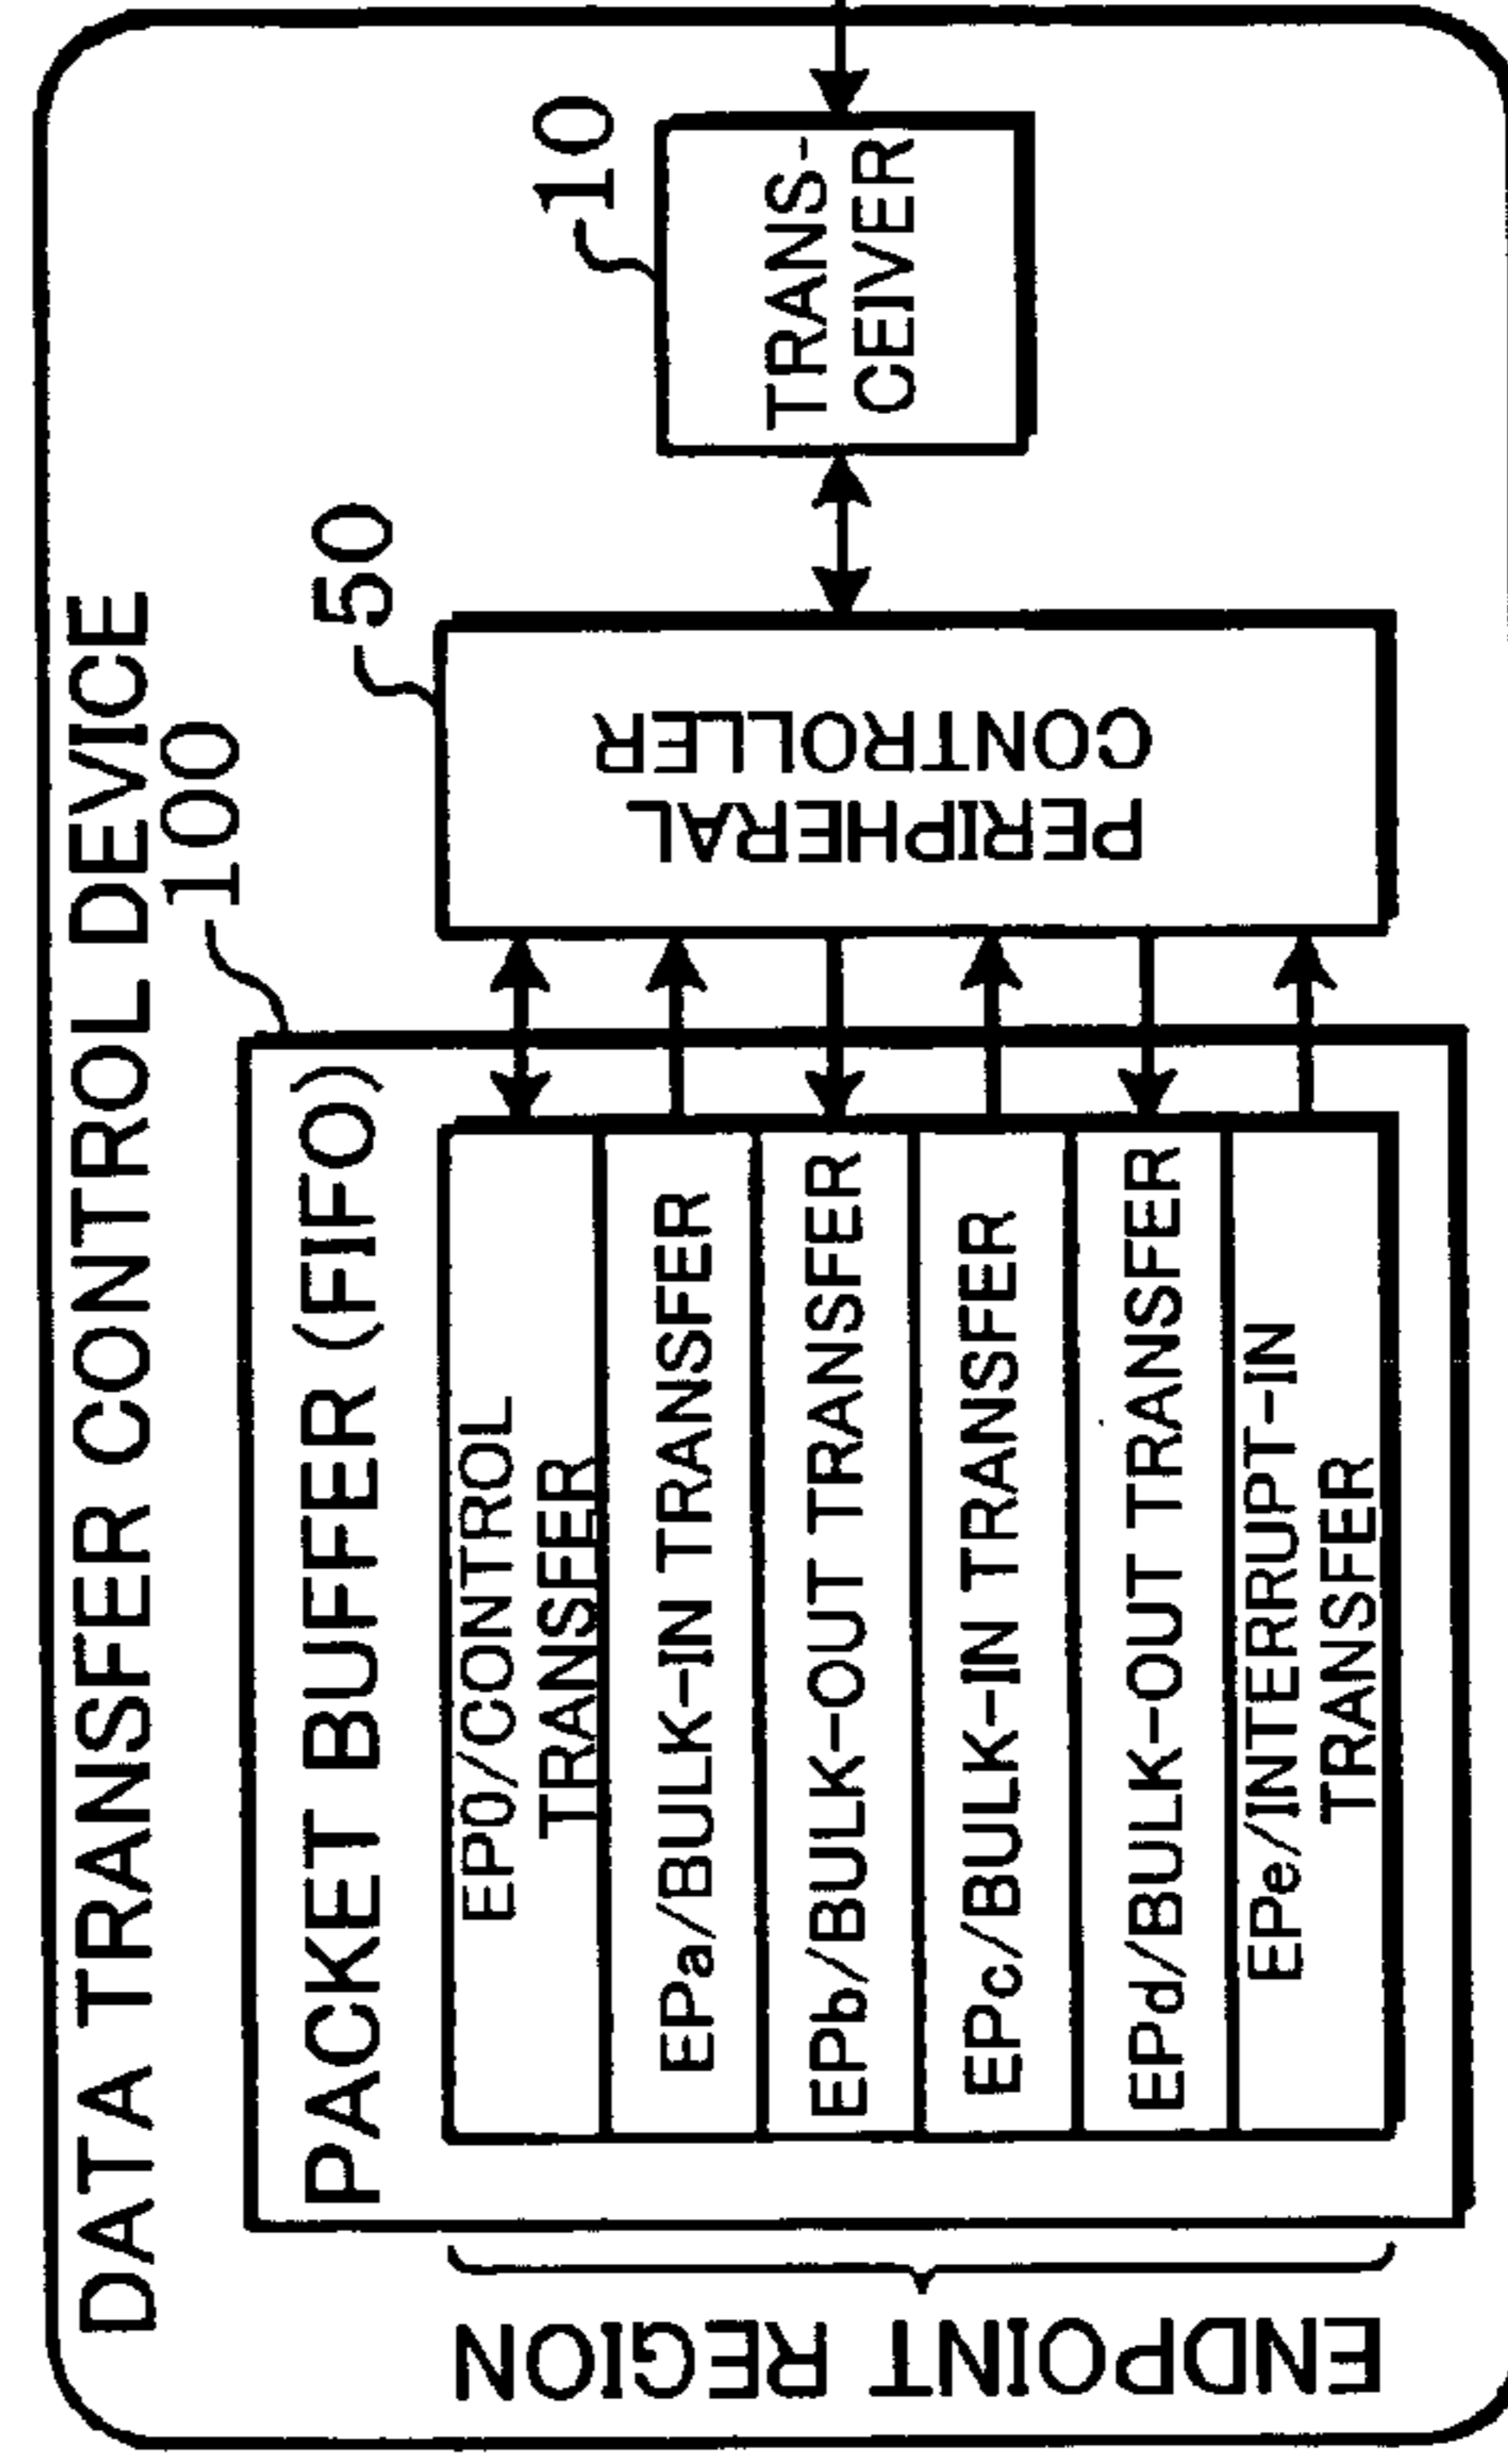 DATA TRANSFER CONTROL DEVICE
100
PACKET BUFFER (FIFO)
50
10
ENDPOINT REGION
EP0/CONTROL
TRANSFER
EPa/BULK-IN TRANSFER
EPb/BULK-OUT TRANSFER
EPc/BULK-IN TRANSFER
EPd/BULK-OUT TRANSFER
EPe/INTERRUPT-IN
TRANSFER
PERIPHERAL
CONTROLLER
TRANS-
CEIVER